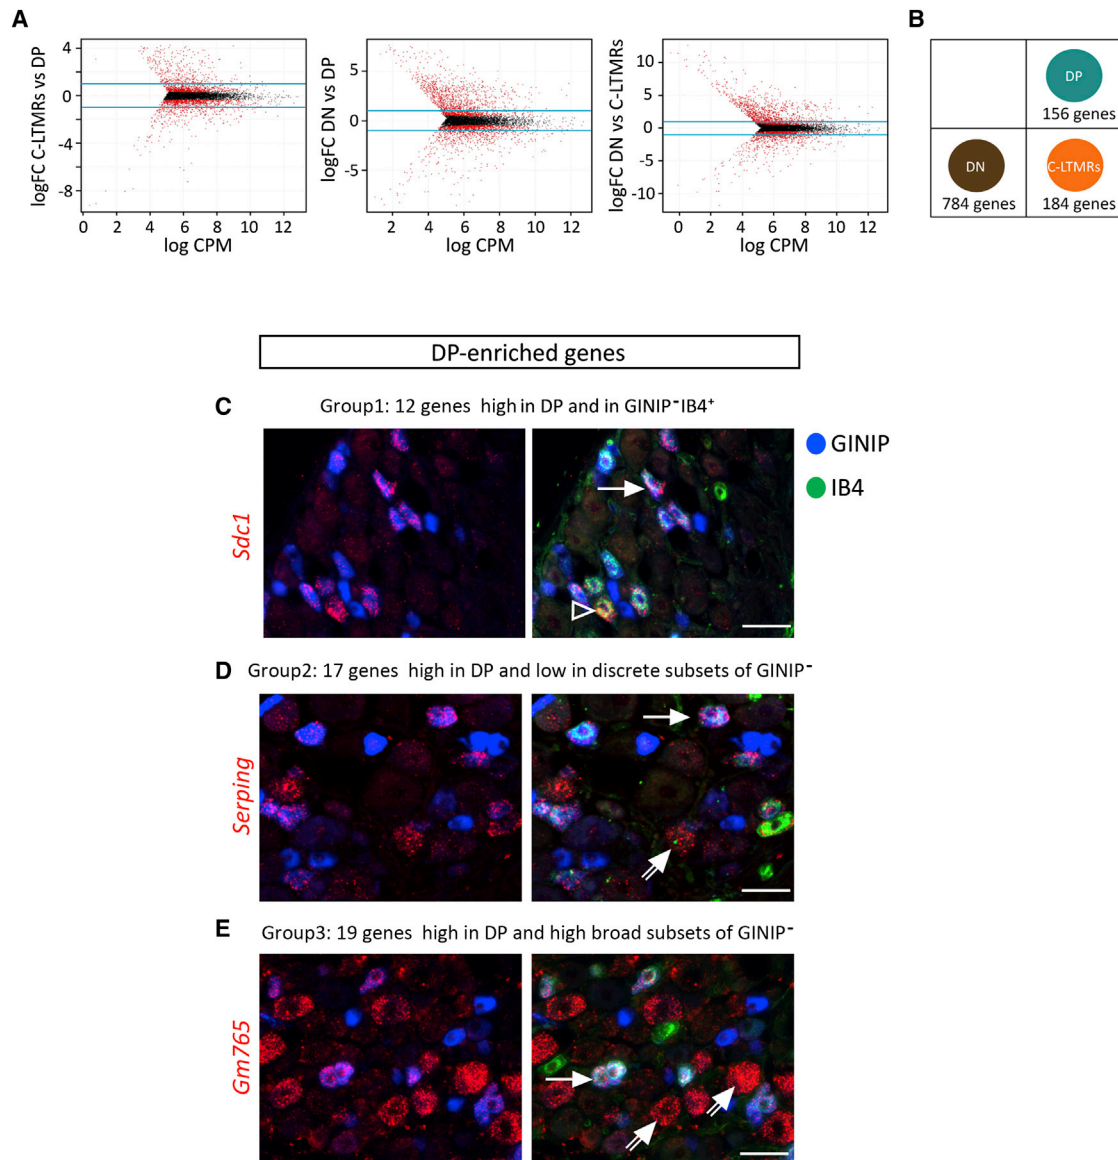 A
logFC C-LTMRs vs DP
4
0
-4
-8
0 2 4 6 8 10 12
log CPM
logFC DN vs DP
5
0
-5
2 4 6 8 10 12
log CPM
logFC DN vs C-LTMRs
10
5
0
-5
-10
0 2 4 6 8 10 12
log CPM
B
DP
156 genes
DN
784 genes
C-LTMRs
184 genes
DP-enriched genes
C
Group1: 12 genes high in DP and in GINIP⁻IB4⁺
Sdc1
GINIP
IB4
D
Group2: 17 genes high in DP and low in discrete subsets of GINIP⁻
Serping
E
Group3: 19 genes high in DP and high broad subsets of GINIP⁻
Gm765